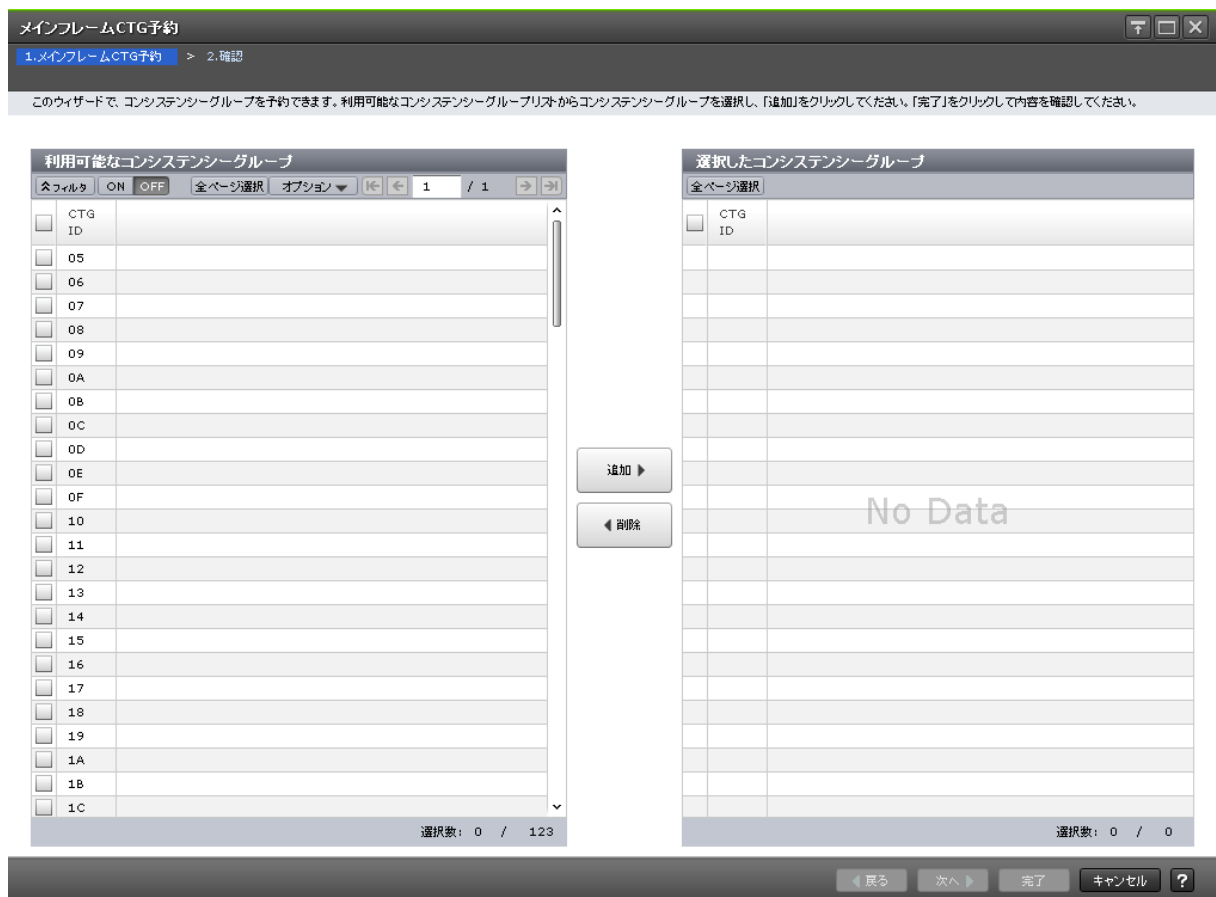 メインフレームCTG予約
1.メインフレームCTG予約 > 2.確認
このウィザードで、コンシステンシーグループを予約できます。利用可能なコンシステンシーグループリストからコンシステンシーグループを選択し、「追加」をクリックしてください。「完了」をクリックして内容を確認してください。
利用可能なコンシステンシーグループ
フィルタ ON OFF 全ページ選択 オプション 1 / 1
CTG
ID
05
06
07
08
09
0A
0B
0C
0D
0E
0F
10
11
12
13
14
15
16
17
18
19
1A
1B
1C
選択数: 0 / 123
追加
削除
選択したコンシステンシーグループ
全ページ選択
CTG
ID
No Data
選択数: 0 / 0
戻る 次へ 完了 キャンセル ?